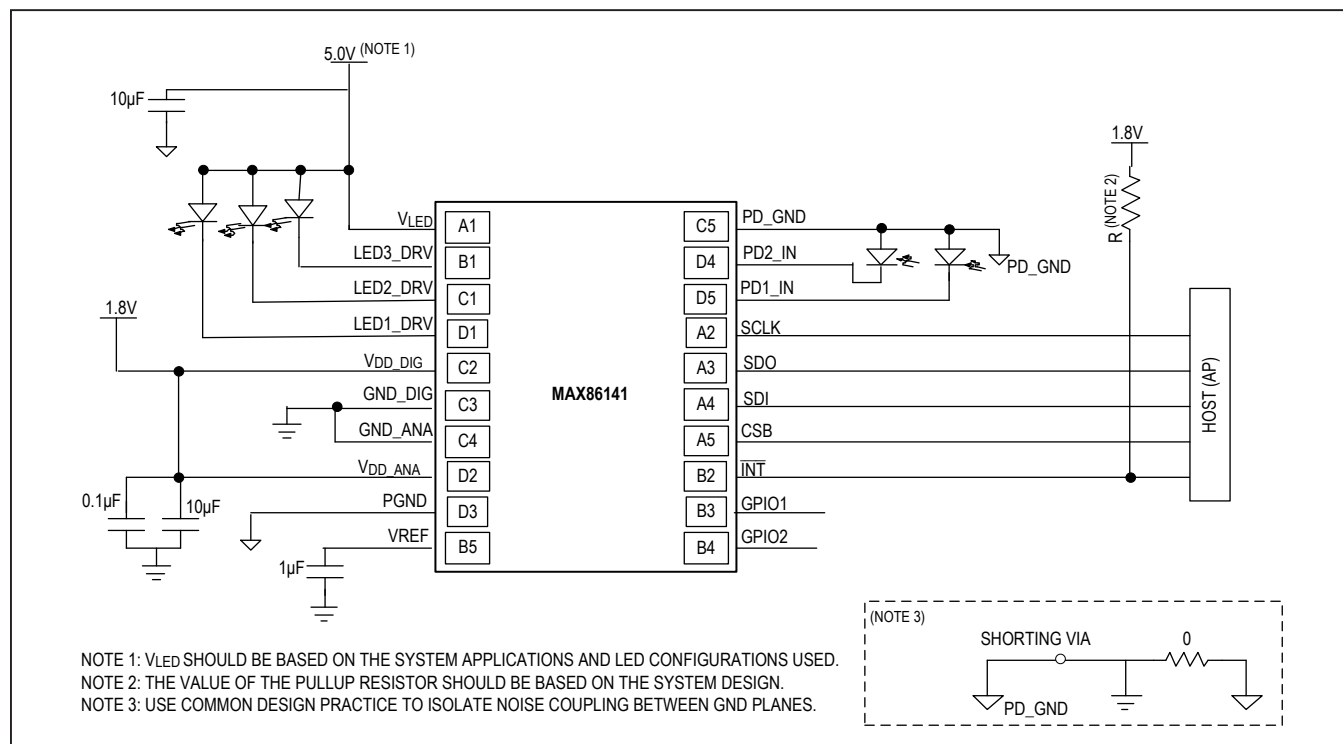 5.0V (NOTE 1)
10µF
1.8V
R (NOTE 2)
VLED
A1
LED3_DRV
B1
LED2_DRV
C1
LED1_DRV
D1
1.8V
VDD_DIG
C2
GND_DIG
C3
GND_ANA
C4
VDD_ANA
D2
0.1µF
10µF
PGND
D3
VREF
B5
1µF
MAX86141
C5
PD_GND
D4
PD2_IN
PD_GND
D5
PD1_IN
A2
SCLK
A3
SDO
A4
SDI
A5
CSB
B2
INT
B3
GPIO1
B4
GPIO2
HOST (AP)
(NOTE 3)
SHORTING VIA
0
PD_GND
NOTE 1: VLED SHOULD BE BASED ON THE SYSTEM APPLICATIONS AND LED CONFIGURATIONS USED.
NOTE 2: THE VALUE OF THE PULLUP RESISTOR SHOULD BE BASED ON THE SYSTEM DESIGN.
NOTE 3: USE COMMON DESIGN PRACTICE TO ISOLATE NOISE COUPLING BETWEEN GND PLANES.